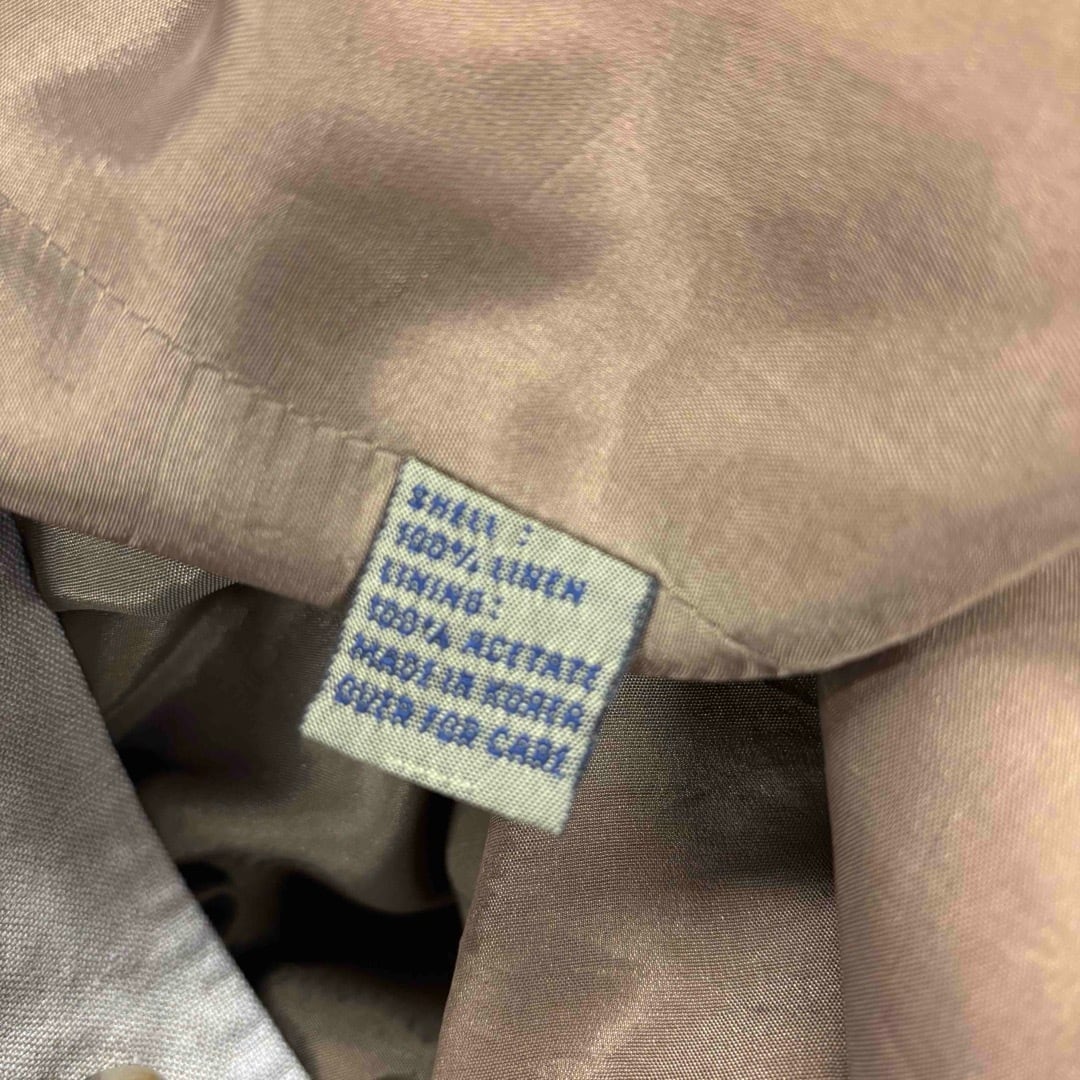 SHELL :
100% LINEN
LINING :
100% ACETATE
MADE IN KOREA
OVER FOR CARE